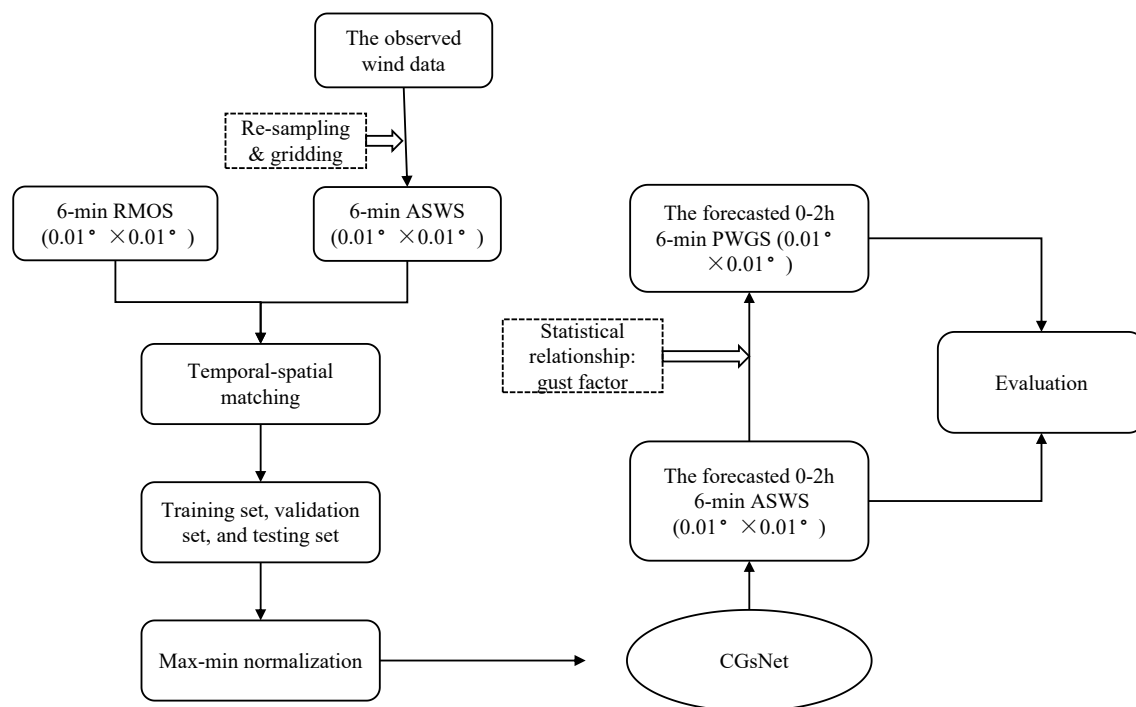 The observed
wind data
Re-sampling
& gridding
6-min RMOS
(0.01° ×0.01° )
6-min ASWS
(0.01° ×0.01° )
Temporal-spatial
matching
Training set, validation
set, and testing set
Max-min normalization
CGsNet
The forecasted 0-2h
6-min ASWS
(0.01° ×0.01° )
Statistical
relationship:
gust factor
The forecasted 0-2h
6-min PWGS (0.01°
×0.01° )
Evaluation